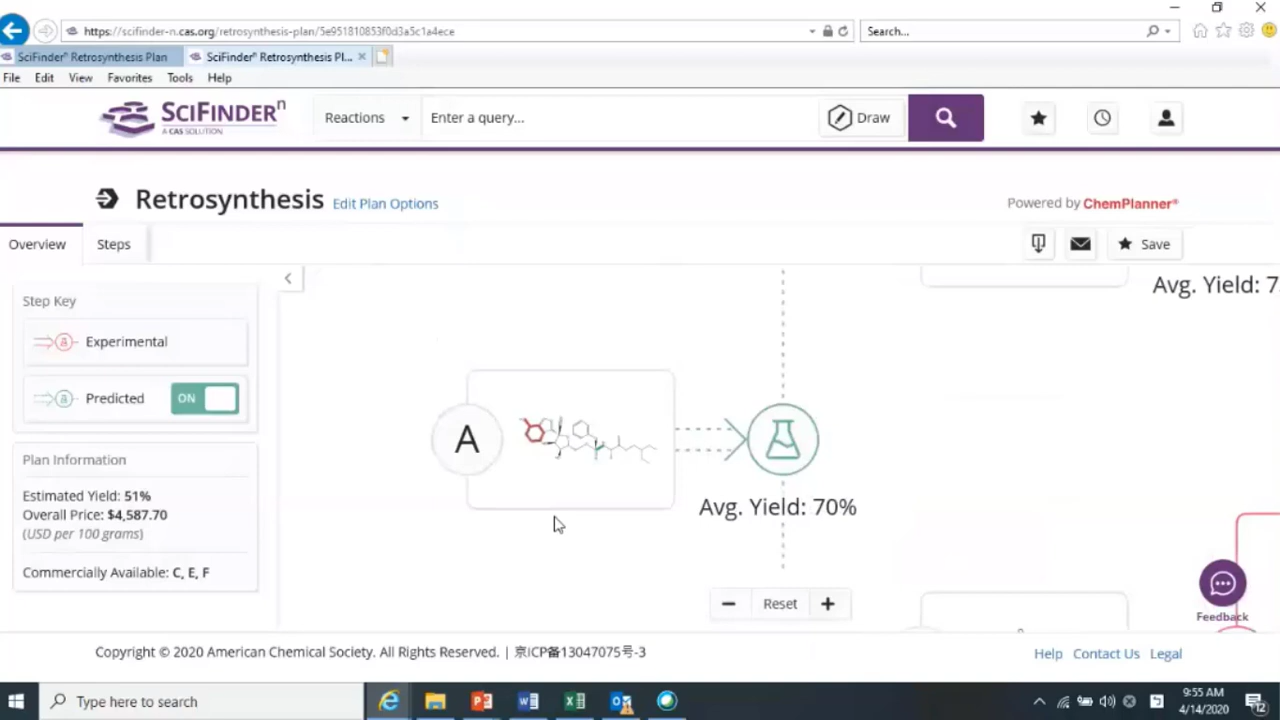 https://scifinder-n.cas.org/retrosynthesis-plan/5e951810853f0d3a5c1a4ece
Search...
SciFinder® Retrosynthesis Plan
SciFinder® Retrosynthesis Pl...
File Edit View Favorites Tools Help
SCIFINDERⁿ
A CAS SOLUTION
Reactions
Enter a query...
Draw
Retrosynthesis
Edit Plan Options
Powered by ChemPlanner®
Overview
Steps
Save
Step Key
Experimental
Predicted
ON
Plan Information
Estimated Yield: 51%
Overall Price: $4,587.70
(USD per 100 grams)
Commercially Available: C, E, F
Avg. Yield: 7
A
Avg. Yield: 70%
Reset
Feedback
Copyright © 2020 American Chemical Society. All Rights Reserved. | 京ICP备13047075号-3
Help Contact Us Legal
Type here to search
9:55 AM
4/14/2020
12